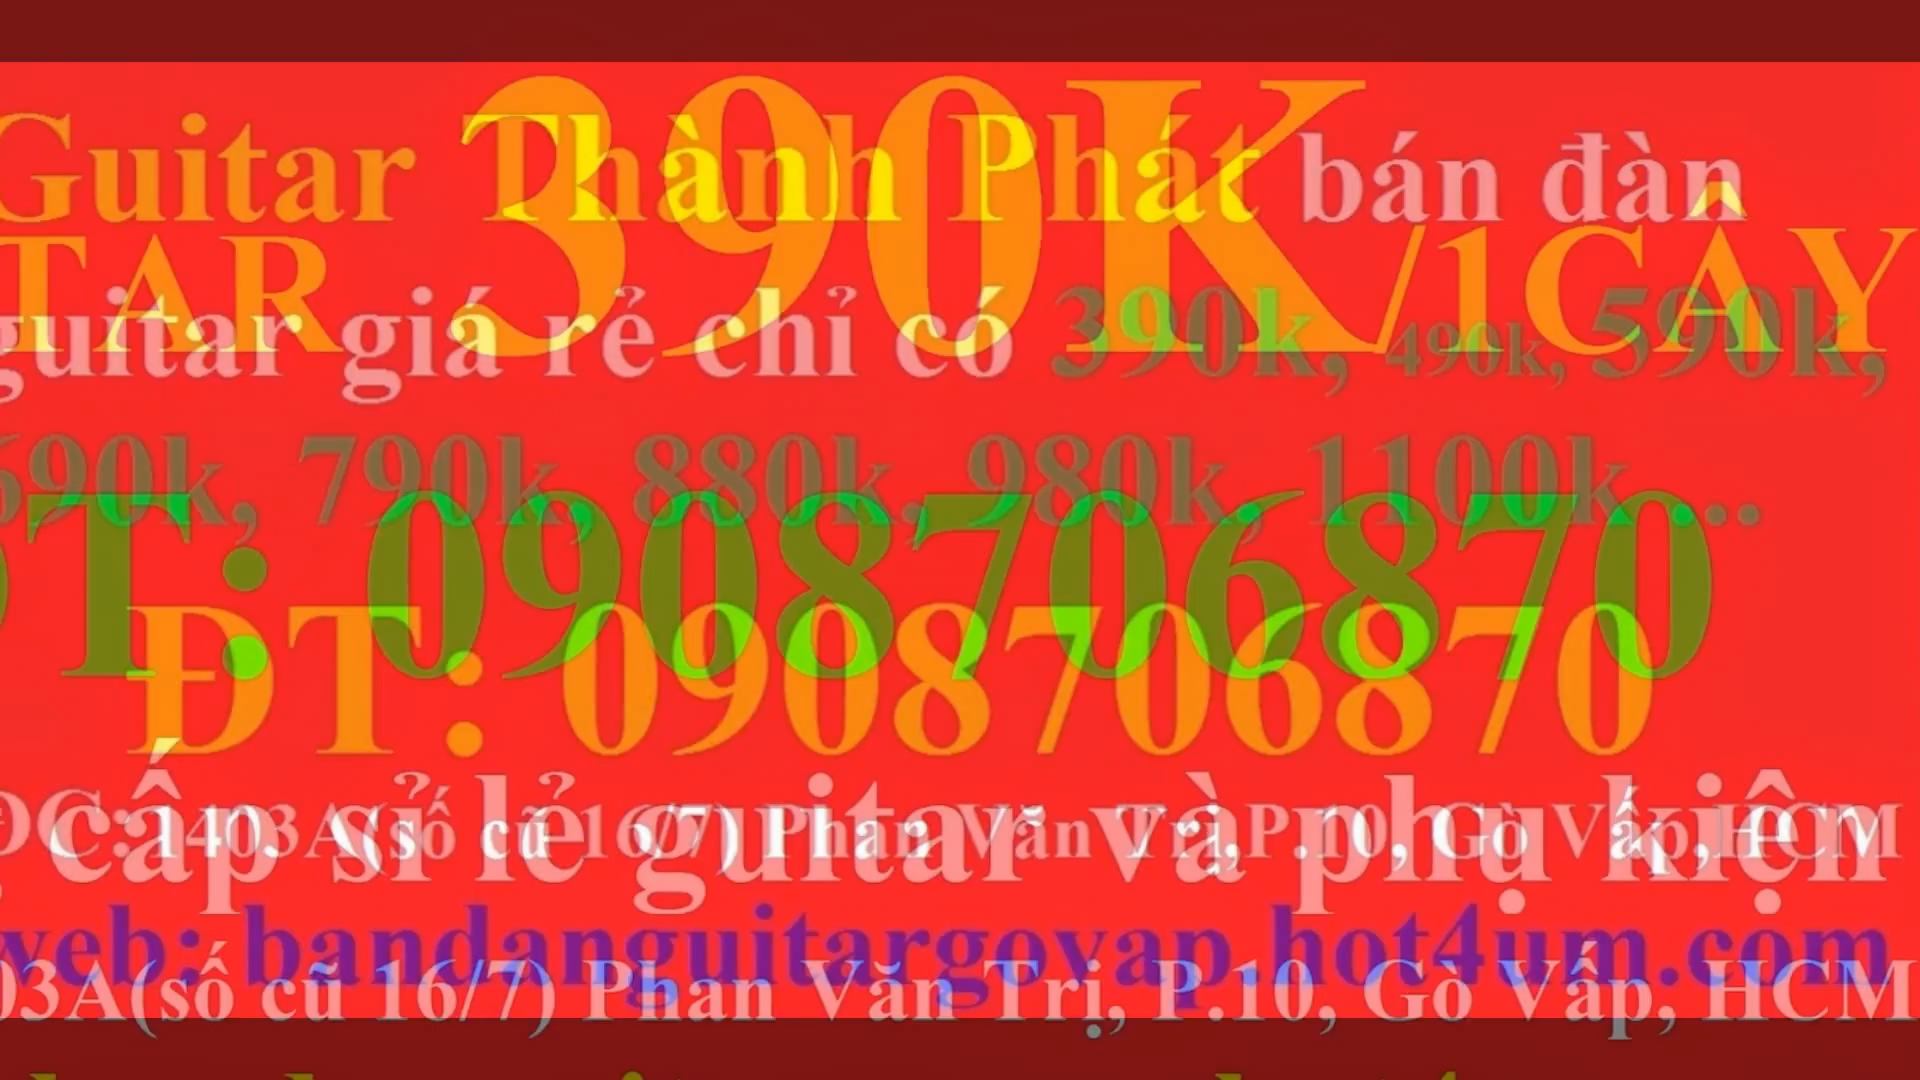 Guitar Thành Phát bán đàn
TAR 390K/1CÂY
guitar giá rẻ chỉ có 390k, 490k, 590k,
690k, 790k, 880k, 980k, 1100k ...
ĐT: 0908706870
ĐT: 0908706870
cấp sỉ lẻ guitar và phụ kiện
ĐC: 1403A(số cũ 16/7) Phan Văn Trị, P.10, Gò Vấp, HCM
web: bandanguitargovap.hot4um.com
03A(số cũ 16/7) Phan Văn Trị, P.10, Gò Vấp, HCM